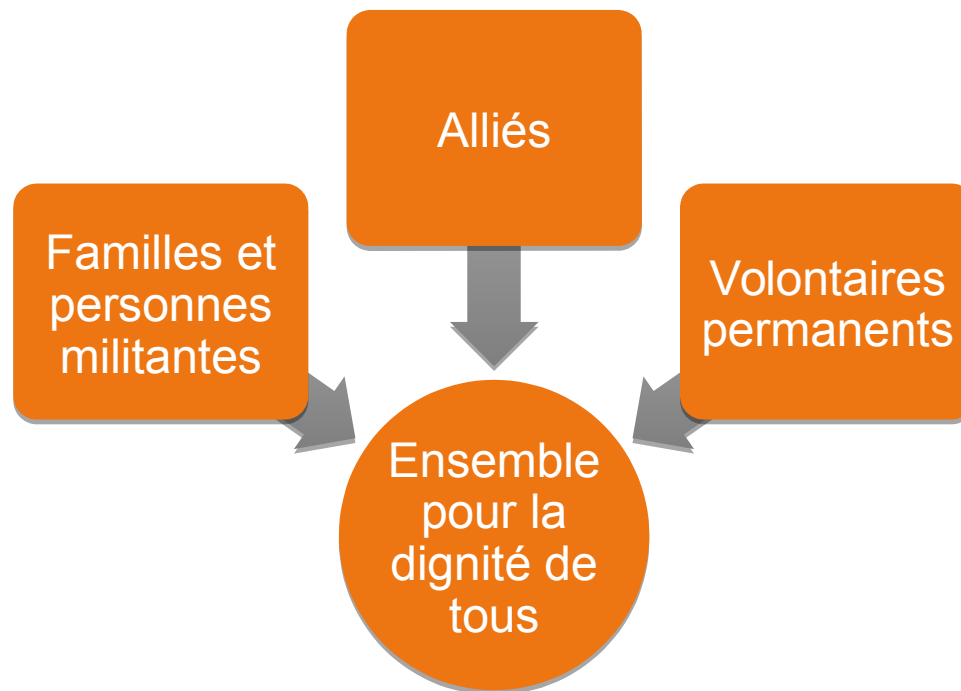 Alliés
Familles et
personnes
militantes
Volontaires
permanents
Ensemble
pour la
dignité de
tous